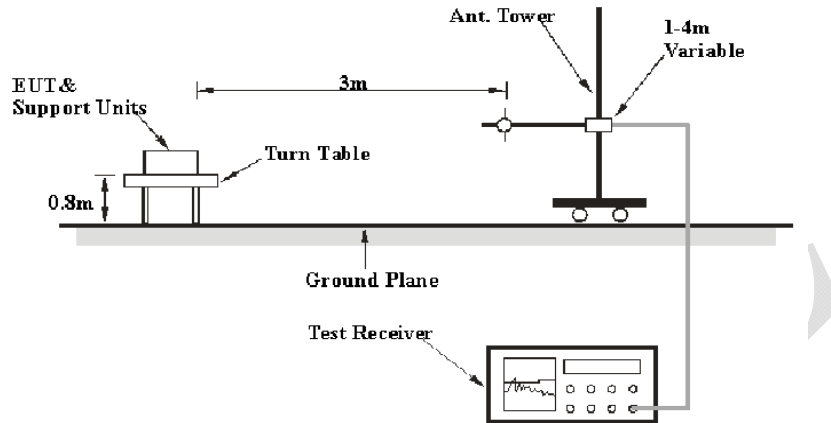 Ant. Tower
1-4m
Variable
3m
EUT&
Support Units
Turn Table
0.8m
Ground Plane
Test Receiver